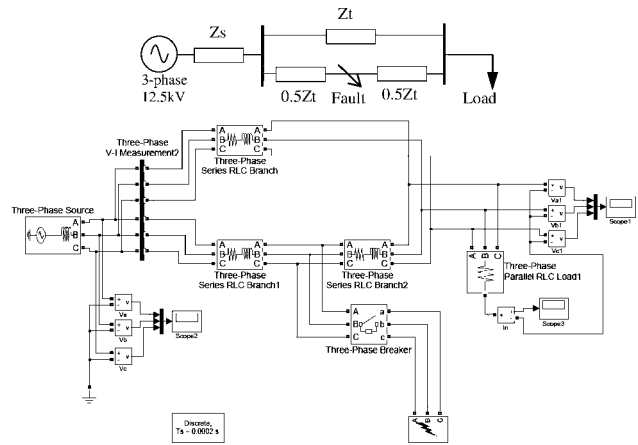 Zs
Zt
3-phase
12.5kV
0.5Zt
Fault
0.5Zt
Load
Three-Phase
V-I Measurement2
A
B
C
A
B
C
Three-Phase
Series RLC Branch
Three-Phase Source
A
B
C
A
B
C
A
B
C
Three-Phase
Series RLC Branch1
A
B
C
A
B
C
Three-Phase
Series RLC Branch2
Va1
Vb1
Vc1
Scope1
A
B
C
Three-Phase
Parallel RLC Load1
In
Scope3
Va
Vb
Vc
Scope2
A
B
C
a
b
c
Three-Phase Breaker
A
B
C
Discrete,
Ts = 0.0002 s